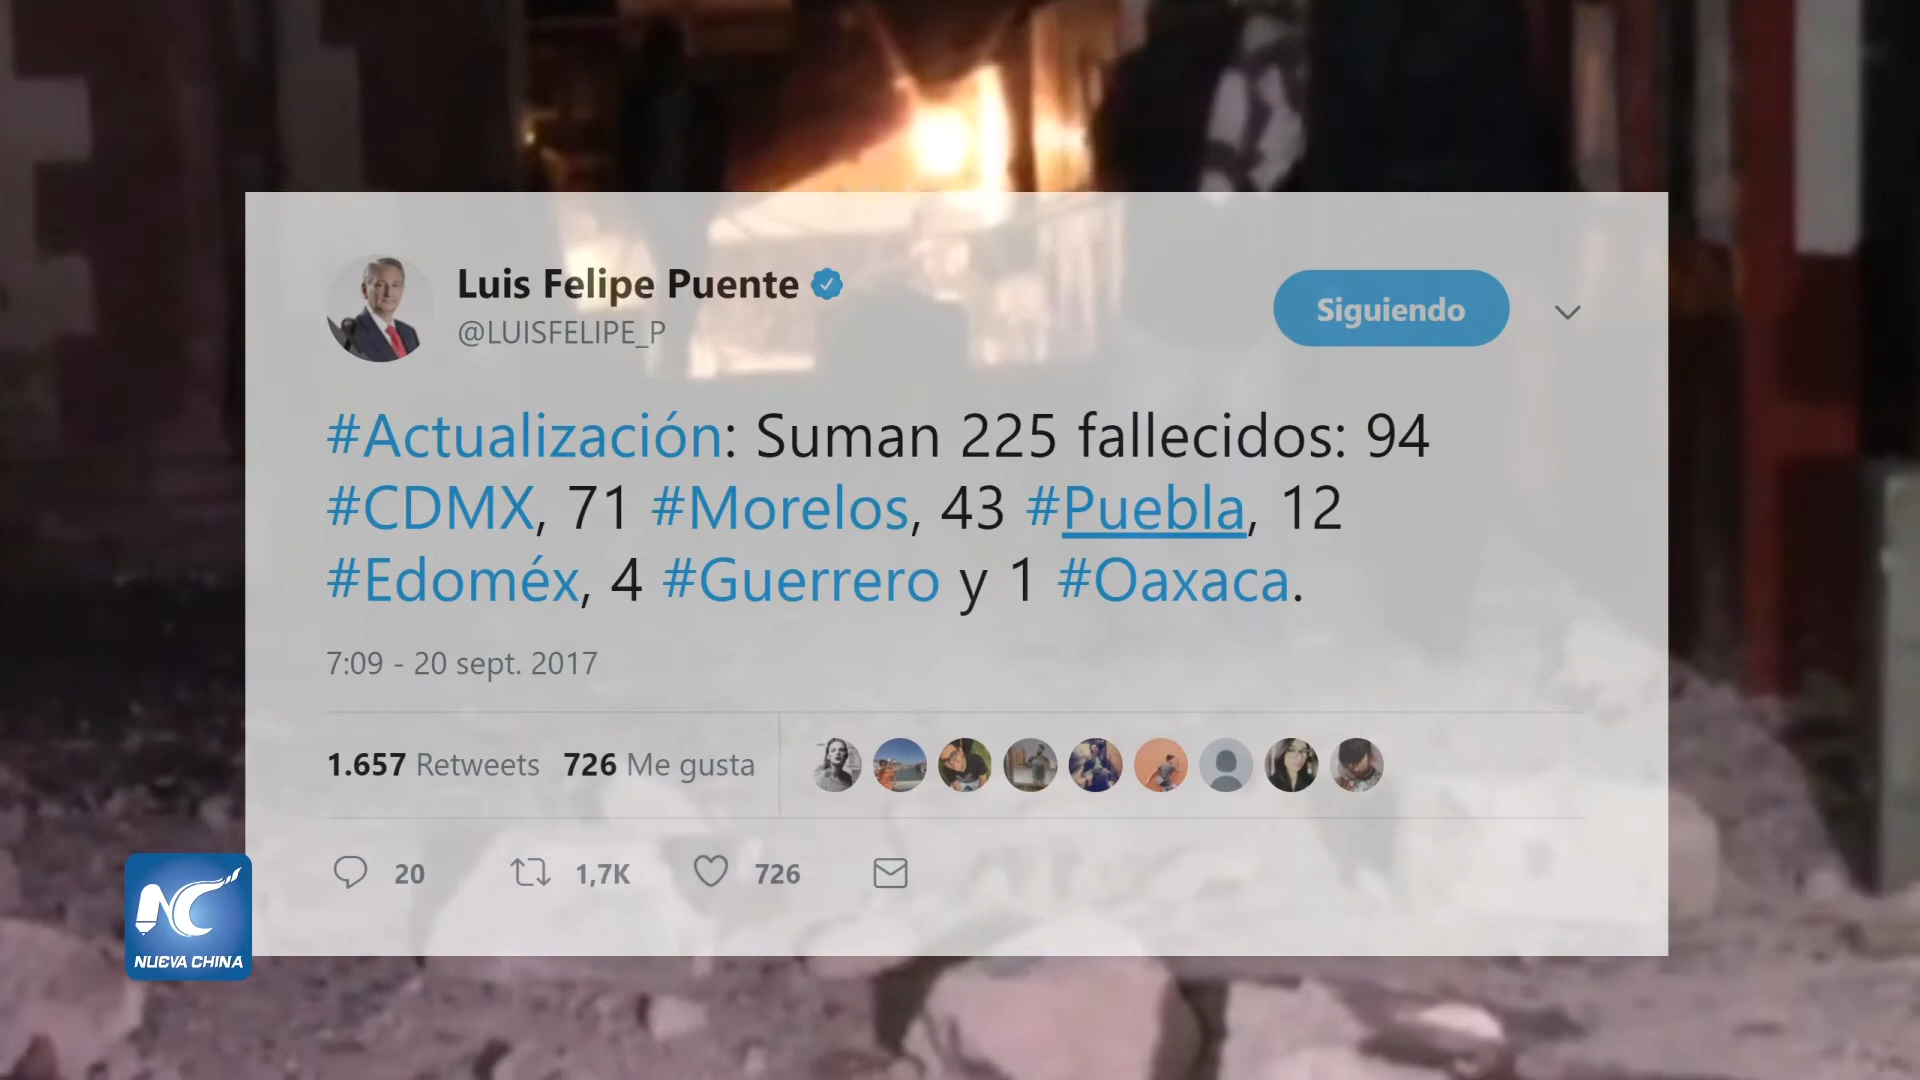 Luis Felipe Puente
@LUISFELIPE_P
Siguiendo
#Actualización: Suman 225 fallecidos: 94
#CDMX, 71 #Morelos, 43 #Puebla, 12
#Edoméx, 4 #Guerrero y 1 #Oaxaca.
7:09 - 20 sept. 2017
1.657 Retweets 726 Me gusta
20 1,7K 726
NC
NUEVA CHINA